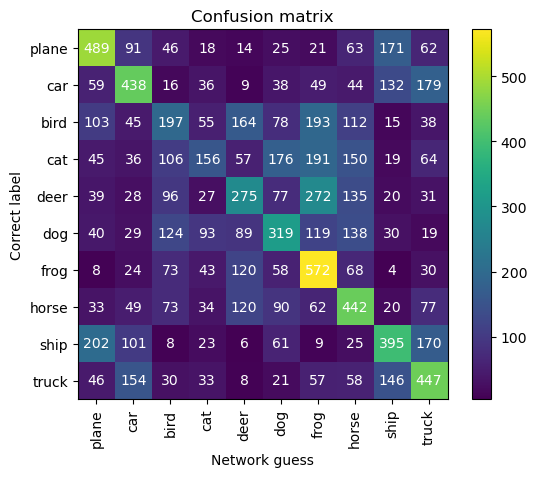 Confusion matrix
plane 489 91 46 18 14 25 21 63 171 62
car 59 438 16 36 9 38 49 44 132 179
bird 103 45 197 55 164 78 193 112 15 38
cat 45 36 106 156 57 176 191 150 19 64
deer 39 28 96 27 275 77 272 135 20 31
dog 40 29 124 93 89 319 119 138 30 19
frog 8 24 73 43 120 58 572 68 4 30
horse 33 49 73 34 120 90 62 442 20 77
ship 202 101 8 23 6 61 9 25 395 170
truck 46 154 30 33 8 21 57 58 146 447
plane car bird cat deer dog frog horse ship truck
Network guess
Correct label
500
400
300
200
100